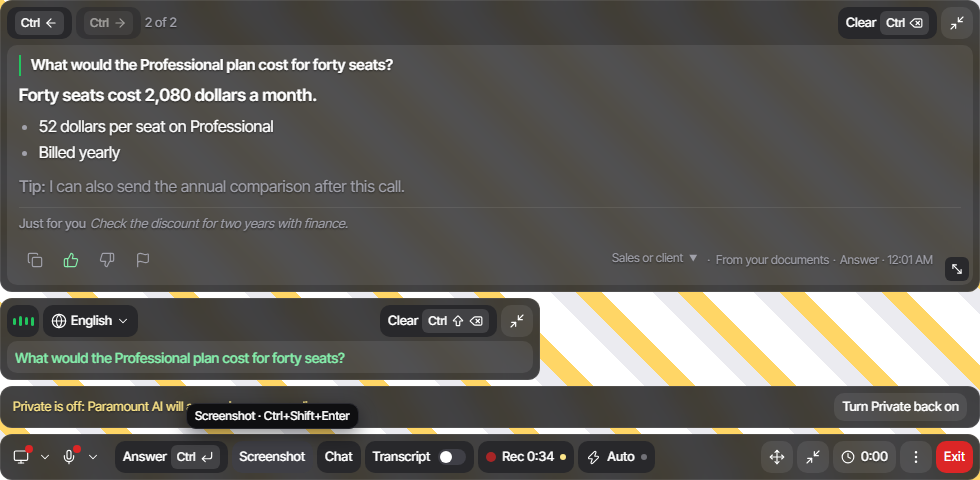 Ctrl ← Ctrl → 2 of 2 Clear Ctrl
What would the Professional plan cost for forty seats?
Forty seats cost 2,080 dollars a month.
• 52 dollars per seat on Professional
• Billed yearly
Tip: I can also send the annual comparison after this call.
Just for you Check the discount for two years with finance.
Sales or client ▼ · From your documents · Answer · 12:01 AM
English Clear Ctrl
What would the Professional plan cost for forty seats?
Private is off: Paramount AI will Turn Private back on
Screenshot · Ctrl+Shift+Enter
Answer Ctrl Screenshot Chat Transcript Rec 0:34 Auto 0:00 Exit